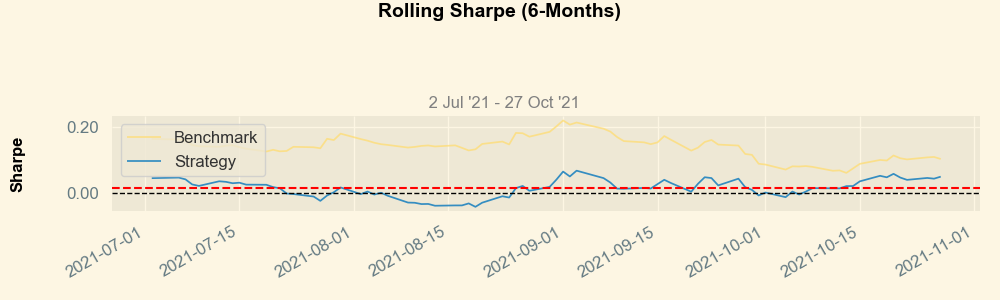 Rolling Sharpe (6-Months)
2 Jul '21 - 27 Oct '21
Sharpe
0.20
0.00
Benchmark
Strategy
2021-07-01
2021-07-15
2021-08-01
2021-08-15
2021-09-01
2021-09-15
2021-10-01
2021-10-15
2021-11-01